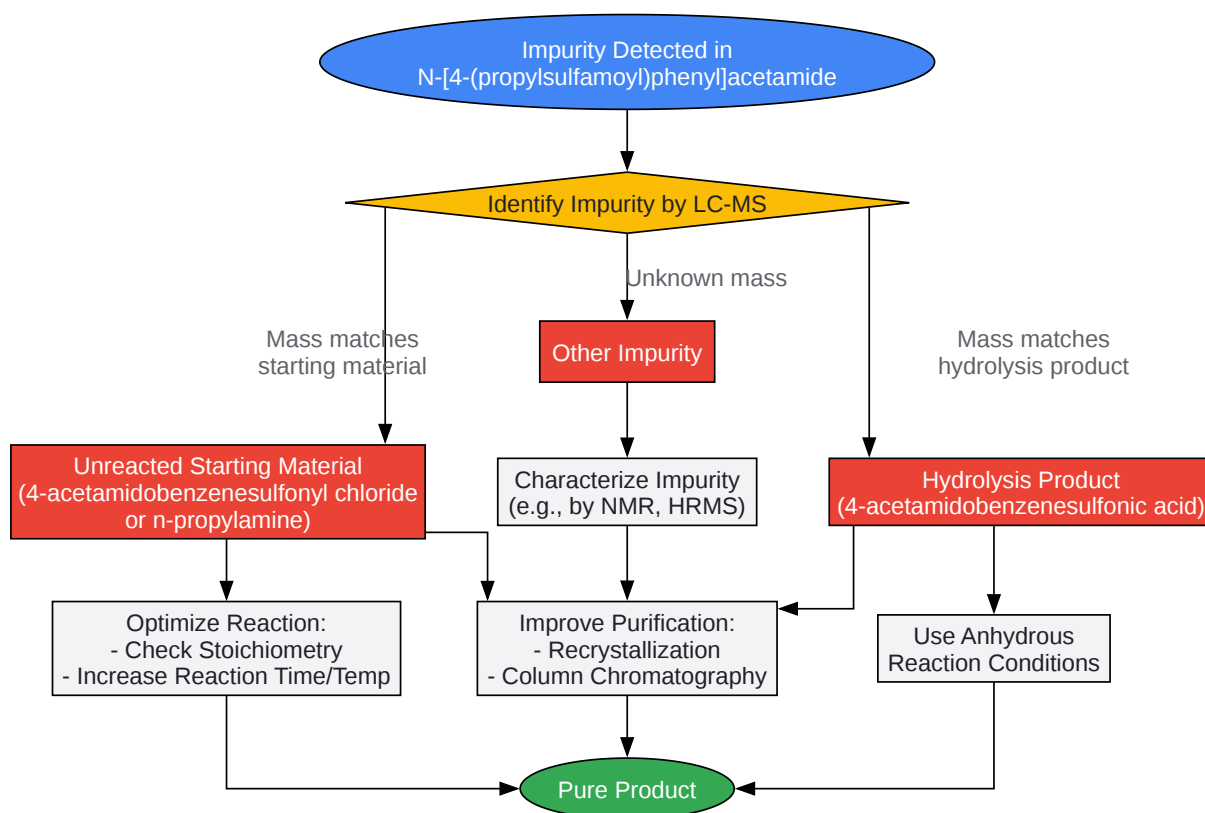 Impurity Detected in
N-[4-(propylsulfamoyl)phenyl]acetamide
Identify Impurity by LC-MS
Unknown mass
Mass matches
starting material
Mass matches
hydrolysis product
Other Impurity
Unreacted Starting Material
(4-acetamidobenzenesulfonyl chloride
or n-propylamine)
Characterize Impurity
(e.g., by NMR, HRMS)
Hydrolysis Product
(4-acetamidobenzenesulfonic acid)
Optimize Reaction:
- Check Stoichiometry
- Increase Reaction Time/Temp
Improve Purification:
- Recrystallization
- Column Chromatography
Use Anhydrous
Reaction Conditions
Pure Product